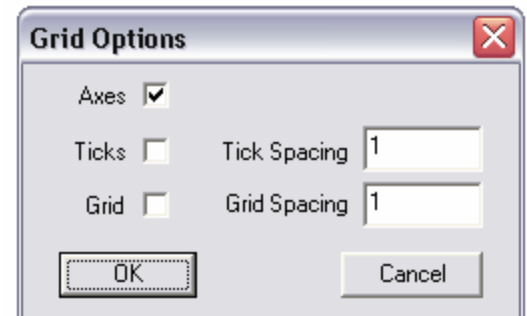 Grid Options
Axes
Ticks Tick Spacing 1
Grid Grid Spacing 1
OK Cancel